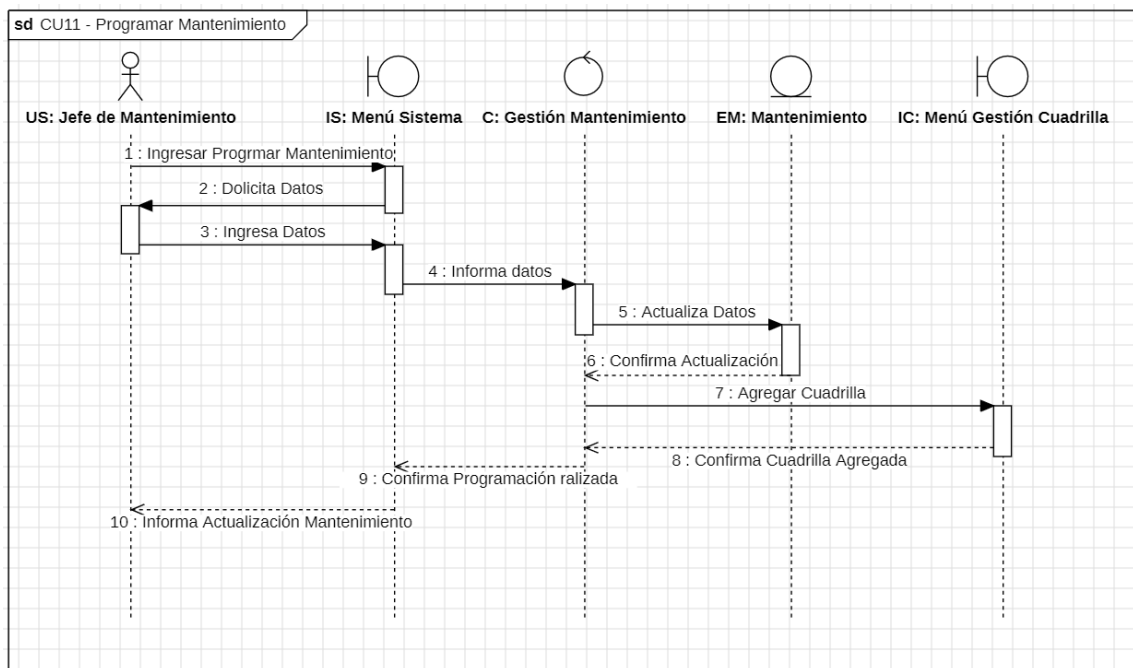 sd CU11 - Programar Mantenimiento
US: Jefe de Mantenimiento
IS: Menú Sistema
C: Gestión Mantenimiento
EM: Mantenimiento
IC: Menú Gestión Cuadrilla
1 : Ingresar Progrmar Mantenimiento
2 : Dolicita Datos
3 : Ingresa Datos
4 : Informa datos
5 : Actualiza Datos
6 : Confirma Actualización
7 : Agregar Cuadrilla
8 : Confirma Cuadrilla Agregada
9 : Confirma Programación ralizada
10 : Informa Actualización Mantenimiento